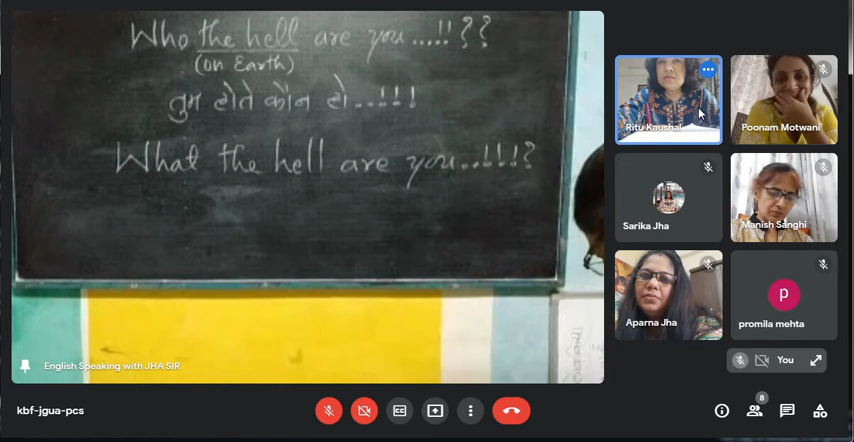 Who the hell are you.....!!??
(on Earth)
तुम होते कौन हो..!.!.!
What the hell are you..!!.!?
Ritu Kaushal
Poonam Motwani
Sarika Jha
Manish Sanghi
Aparna Jha
p
promila mehta
English Speaking with JHA SIR
You
kbf-jgua-pcs
CC
8